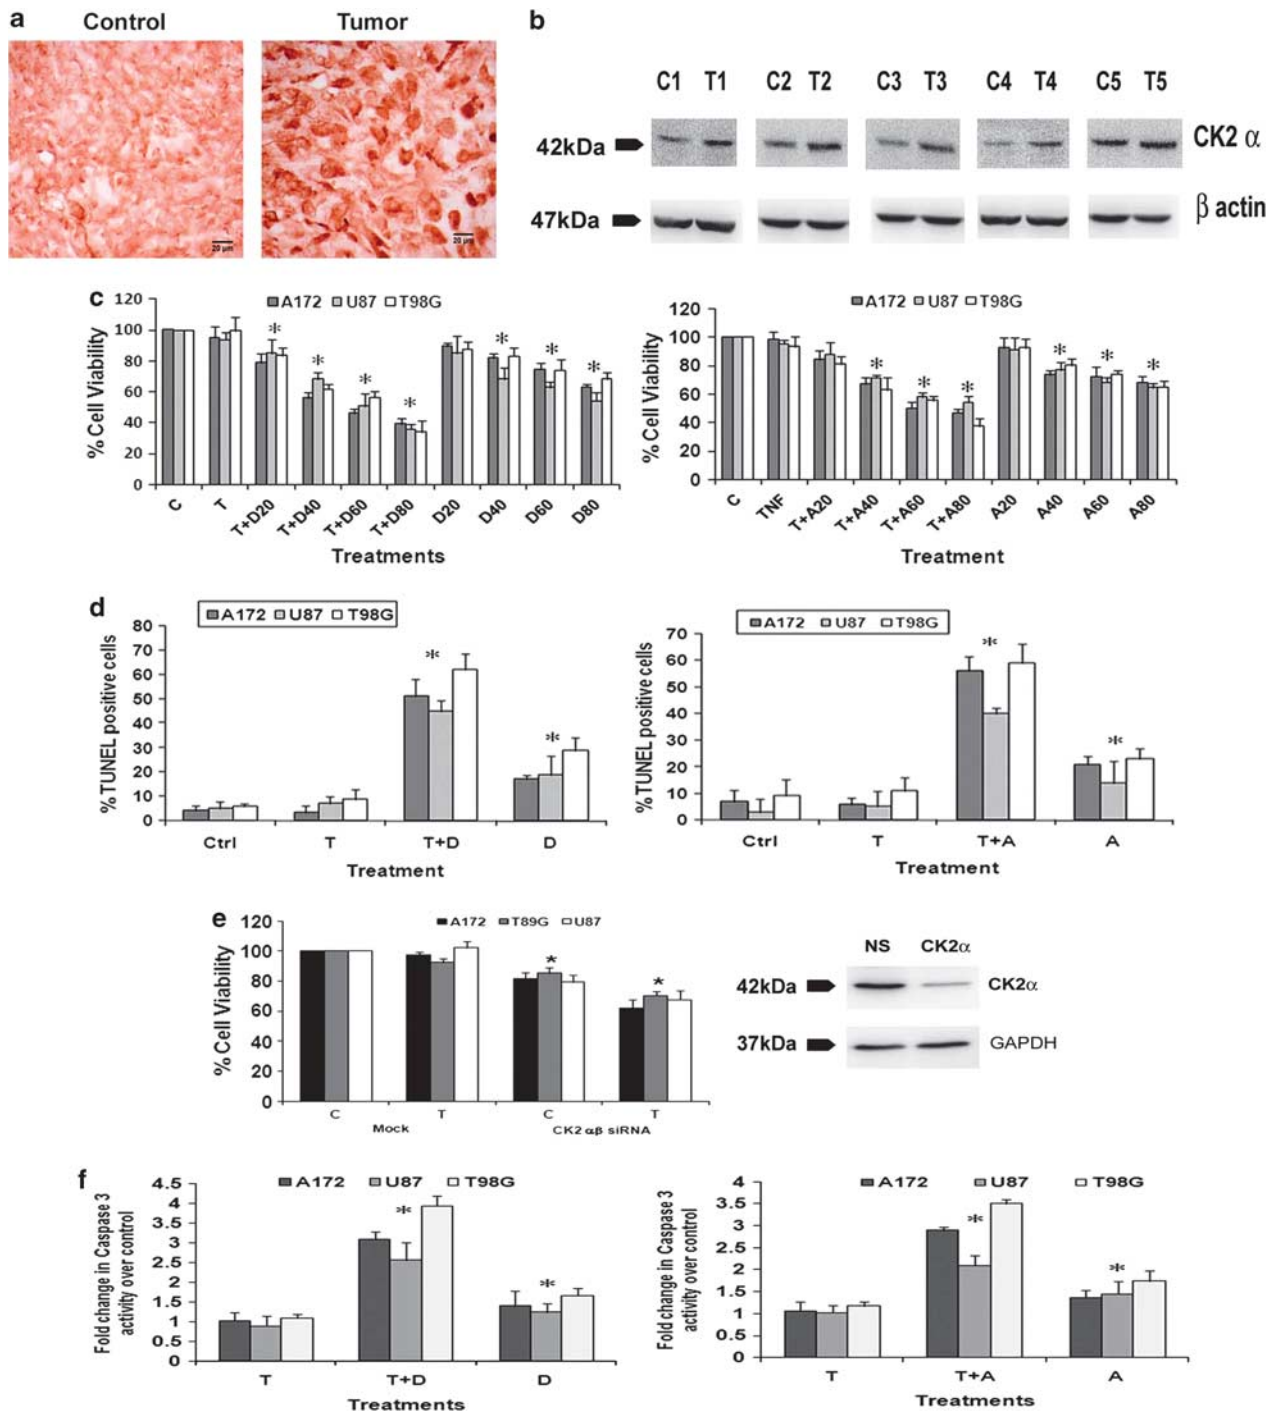 a
Control
Tumor
20 µm
20 µm
b
C1 T1 C2 T2 C3 T3 C4 T4 C5 T5
42kDa
CK2 α
47kDa
β actin
c
A172 U87 T98G
% Cell Viability
120
100
80
60
40
20
0
* * * * * * *
C T T+D20 T+D40 T+D60 T+D80 D20 D40 D60 D80
Treatments
A172 U87 T98G
% Cell Viability
120
100
80
60
40
20
0
* * * * * *
C TNF T+A20 T+A40 T+A60 T+A80 A20 A40 A60 A80
Treatment
d
A172 U87 T98G
%TUNEL positive cells
80
70
60
50
40
30
20
10
0
* *
Ctrl T T+D D
Treatment
A172 U87 T98G
%TUNEL positive cells
70
60
50
40
30
20
10
0
* *
Ctrl T T+A A
Treatment
e
A172 T89G U87
% Cell Viability
120
100
80
60
40
20
0
* *
C T C T
Mock CK2 αβ siRNA
NS CK2α
42kDa
CK2α
37kDa
GAPDH
f
A172 U87 T98G
Fold change in Caspase 3
activity over control
4.5
4
3.5
3
2.5
2
1.5
1
0.5
0
* *
T T+D D
Treatments
A172 U87 T98G
Fold change in Caspase 3
activity over control
4
3.5
3
2.5
2
1.5
1
0.5
0
* *
T T+A A
Treatments